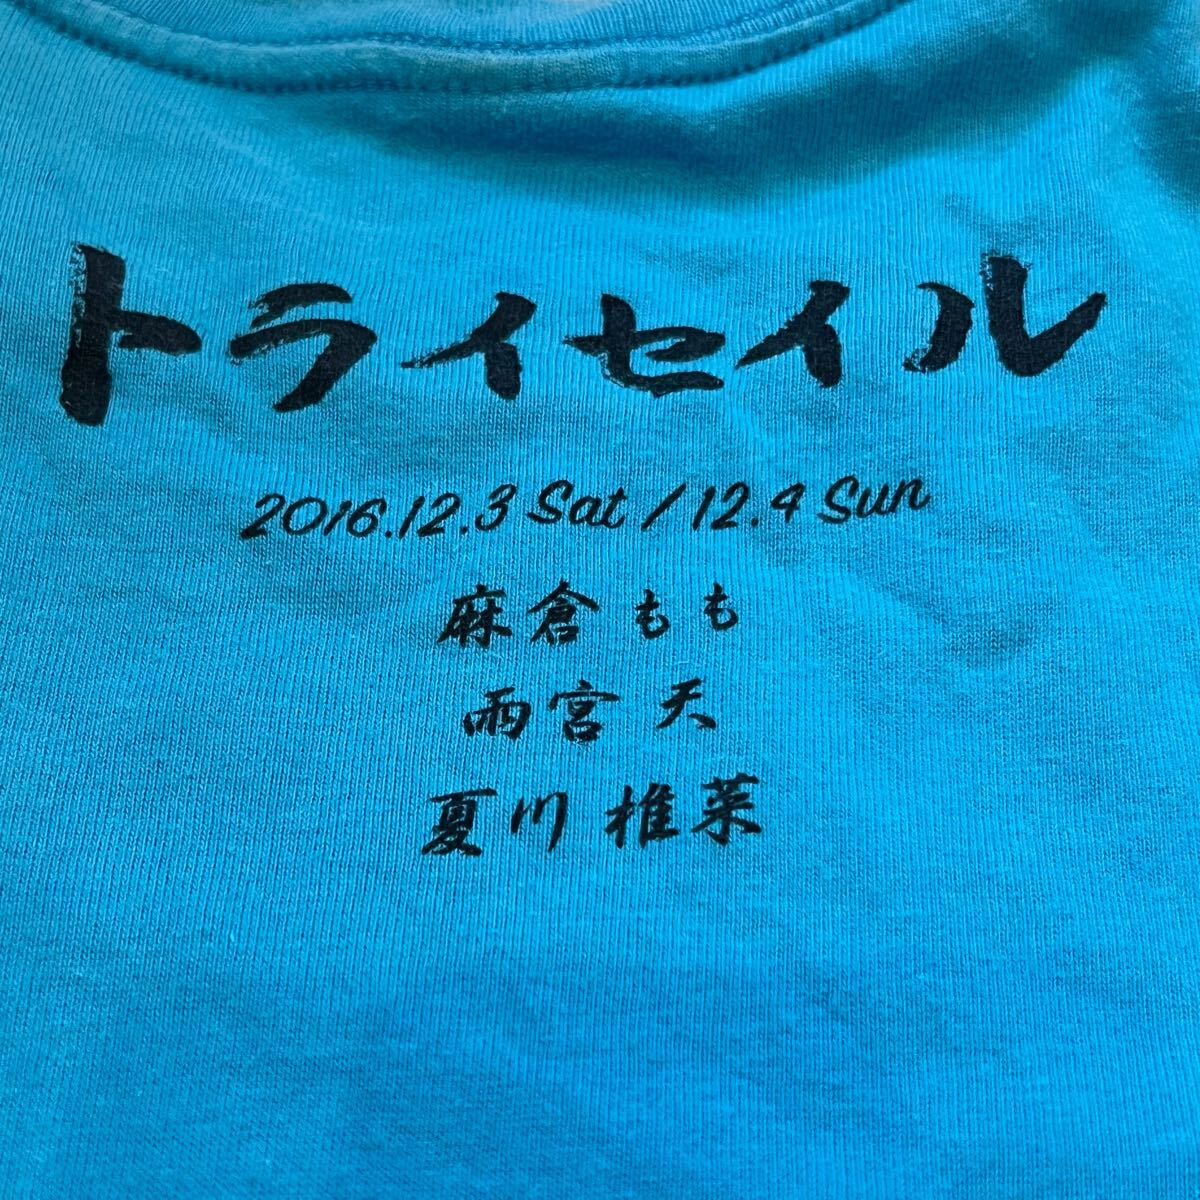 トライセイル
2016.12.3 Sat / 12.4 Sun
麻倉 もも
雨宮 天
夏川 椎菜